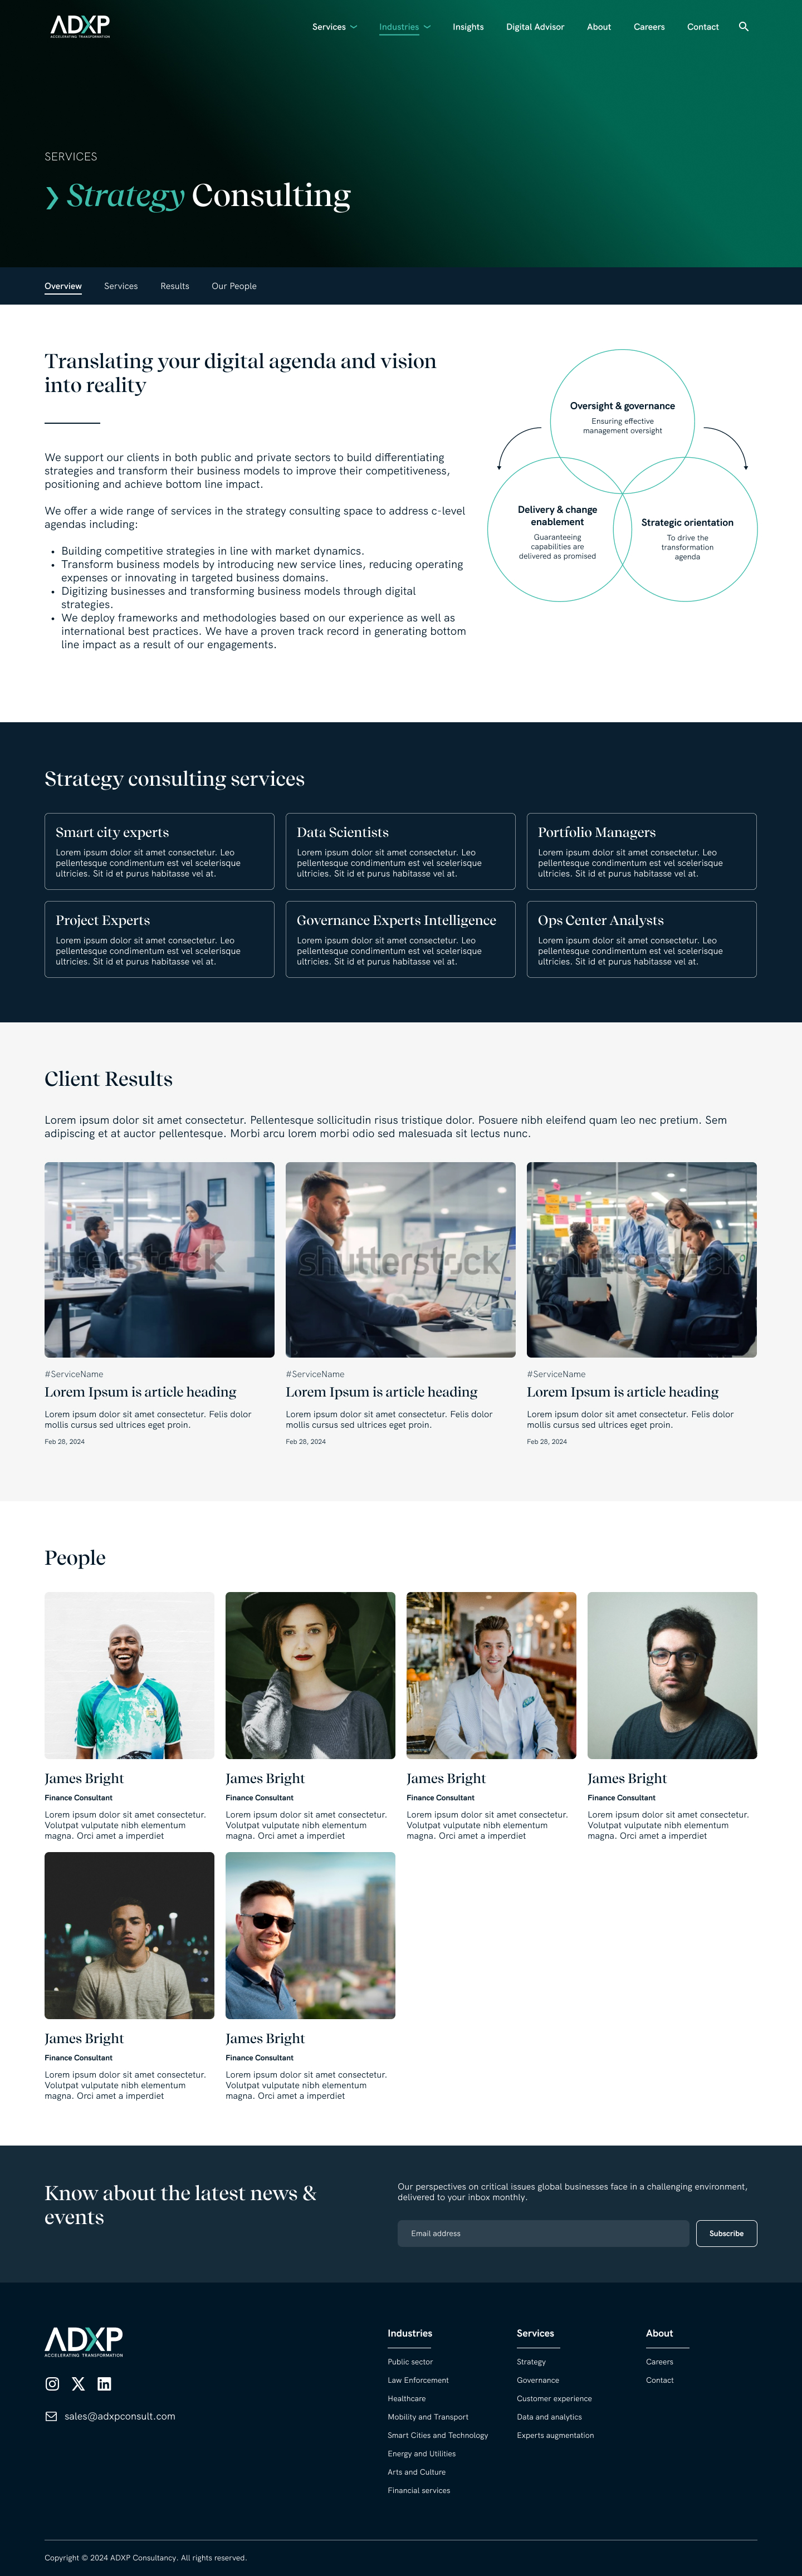 ADXP
ACCELERATING TRANSFORMATION
Services
Industries
Insights
Digital Advisor
About
Careers
Contact
SERVICES
Strategy Consulting
Overview
Services
Results
Our People
Translating your digital agenda and vision
into reality
We support our clients in both public and private sectors to build differentiating
strategies and transform their business models to improve their competitiveness,
positioning and achieve bottom line impact.
We offer a wide range of services in the strategy consulting space to address c-level
agendas including:
• Building competitive strategies in line with market dynamics.
• Transform business models by introducing new service lines, reducing operating
expenses or innovating in targeted business domains.
• Digitizing businesses and transforming business models through digital
strategies.
• We deploy frameworks and methodologies based on our experience as well as
international best practices. We have a proven track record in generating bottom
line impact as a result of our engagements.
Oversight & governance
Ensuring effective
management oversight
Delivery & change
enablement
Guaranteeing
capabilities are
delivered as promised
Strategic orientation
To drive the
transformation
agenda
Strategy consulting services
Smart city experts
Lorem ipsum dolor sit amet consectetur. Leo
pellentesque condimentum est vel scelerisque
ultricies. Sit id et purus habitasse vel at.
Data Scientists
Lorem ipsum dolor sit amet consectetur. Leo
pellentesque condimentum est vel scelerisque
ultricies. Sit id et purus habitasse vel at.
Portfolio Managers
Lorem ipsum dolor sit amet consectetur. Leo
pellentesque condimentum est vel scelerisque
ultricies. Sit id et purus habitasse vel at.
Project Experts
Lorem ipsum dolor sit amet consectetur. Leo
pellentesque condimentum est vel scelerisque
ultricies. Sit id et purus habitasse vel at.
Governance Experts Intelligence
Lorem ipsum dolor sit amet consectetur. Leo
pellentesque condimentum est vel scelerisque
ultricies. Sit id et purus habitasse vel at.
Ops Center Analysts
Lorem ipsum dolor sit amet consectetur. Leo
pellentesque condimentum est vel scelerisque
ultricies. Sit id et purus habitasse vel at.
Client Results
Lorem ipsum dolor sit amet consectetur. Pellentesque sollicitudin risus tristique dolor. Posuere nibh eleifend quam leo nec pretium. Sem
adipiscing et at auctor pellentesque. Morbi arcu lorem morbi odio sed malesuada sit lectus nunc.
tterstock
#ServiceName
Lorem Ipsum is article heading
Lorem ipsum dolor sit amet consectetur. Felis dolor
mollis cursus sed ultrices eget proin.
Feb 28, 2024
shutterstock
#ServiceName
Lorem Ipsum is article heading
Lorem ipsum dolor sit amet consectetur. Felis dolor
mollis cursus sed ultrices eget proin.
Feb 28, 2024
shutterstock
#ServiceName
Lorem Ipsum is article heading
Lorem ipsum dolor sit amet consectetur. Felis dolor
mollis cursus sed ultrices eget proin.
Feb 28, 2024
People
James Bright
Finance Consultant
Lorem ipsum dolor sit amet consectetur.
Volutpat vulputate nibh elementum
magna. Orci amet a imperdiet
James Bright
Finance Consultant
Lorem ipsum dolor sit amet consectetur.
Volutpat vulputate nibh elementum
magna. Orci amet a imperdiet
James Bright
Finance Consultant
Lorem ipsum dolor sit amet consectetur.
Volutpat vulputate nibh elementum
magna. Orci amet a imperdiet
James Bright
Finance Consultant
Lorem ipsum dolor sit amet consectetur.
Volutpat vulputate nibh elementum
magna. Orci amet a imperdiet
James Bright
Finance Consultant
Lorem ipsum dolor sit amet consectetur.
Volutpat vulputate nibh elementum
magna. Orci amet a imperdiet
James Bright
Finance Consultant
Lorem ipsum dolor sit amet consectetur.
Volutpat vulputate nibh elementum
magna. Orci amet a imperdiet
Know about the latest news &
events
Our perspectives on critical issues global businesses face in a challenging environment,
delivered to your inbox monthly.
Email address
Subscribe
ADXP
ACCELERATING TRANSFORMATION
sales@adxpconsult.com
Industries
Public sector
Law Enforcement
Healthcare
Mobility and Transport
Smart Cities and Technology
Energy and Utilities
Arts and Culture
Financial services
Services
Strategy
Governance
Customer experience
Data and analytics
Experts augmentation
About
Careers
Contact
Copyright © 2024 ADXP Consultancy. All rights reserved.